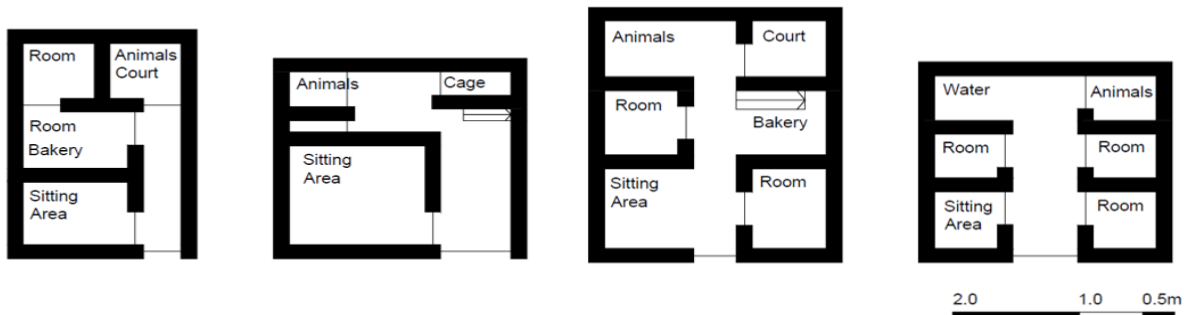 Room
Animals
Court
Room
Bakery
Sitting
Area
Animals
Cage
Sitting
Area
Animals
Court
Room
Bakery
Sitting
Area
Room
Water
Animals
Room
Room
Sitting
Area
Room
2.0 1.0 0.5m